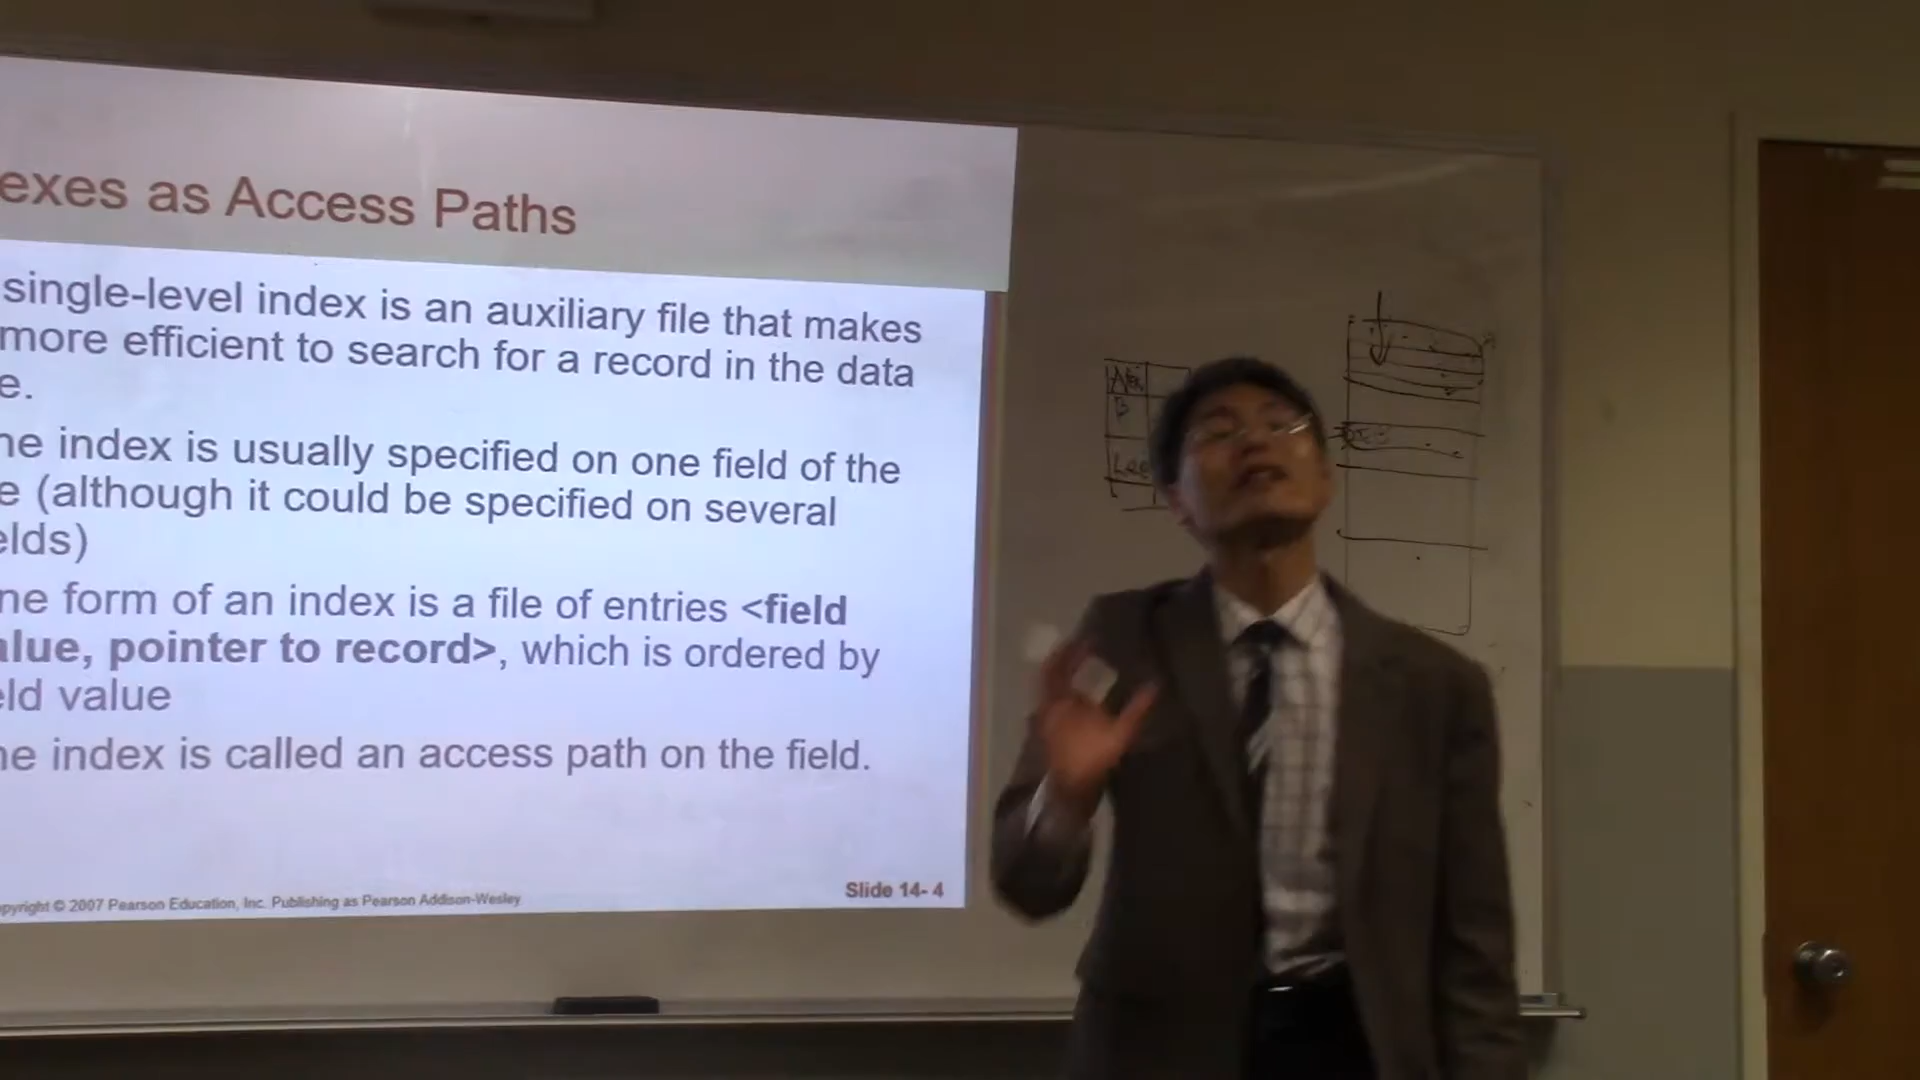 exes as Access Paths
single-level index is an auxiliary file that makes
more efficient to search for a record in the data
e.
he index is usually specified on one field of the
e (although it could be specified on several
elds)
ne form of an index is a file of entries <field
alue, pointer to record>, which is ordered by
eld value
he index is called an access path on the field.
opyright © 2007 Pearson Education, Inc. Publishing as Pearson Addison-Wesley
Slide 14- 4
B
Lee